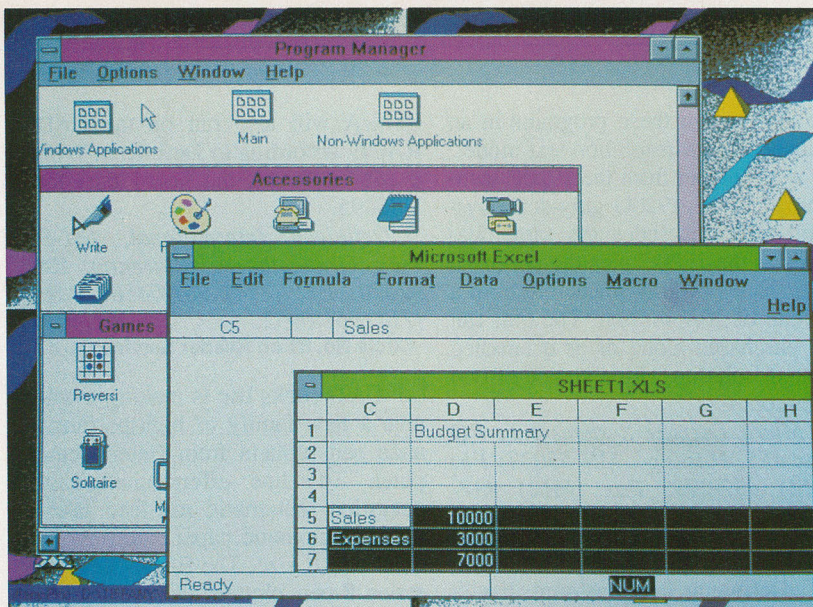 Program Manager
File Options Window Help
Windows Applications
Main
Non-Windows Applications
Accessories
Write
Microsoft Excel
File Edit Formula Format Data Options Macro Window
Help
C5 Sales
Games
Reversi
Solitaire
SHEET1.XLS
C D E F G H
1 Budget Summary
2
3
4
5 Sales 10000
6 Expenses 3000
7 7000
Ready NUM